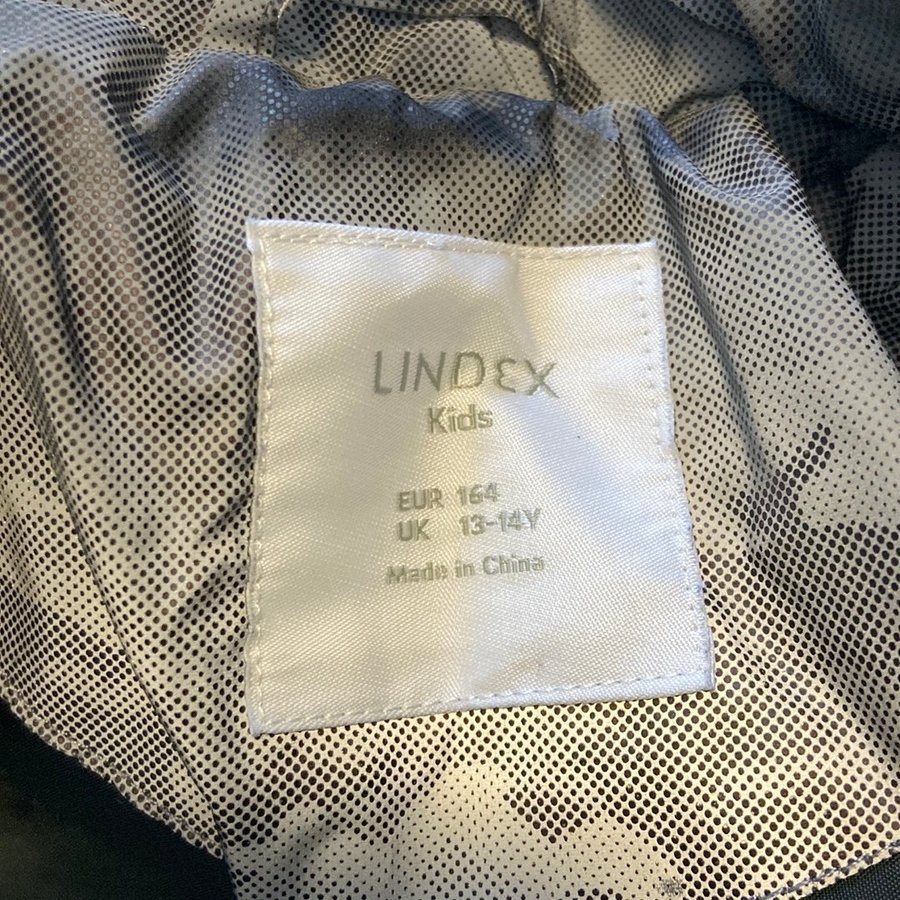 LINDEX
Kids
EUR 164
UK 13-14Y
Made in China